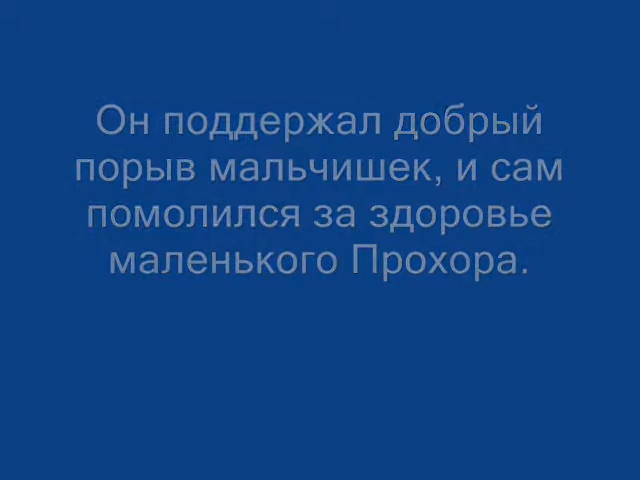 Он поддержал добрый
порыв мальчишек, и сам
помолился за здоровье
маленького Прохора.